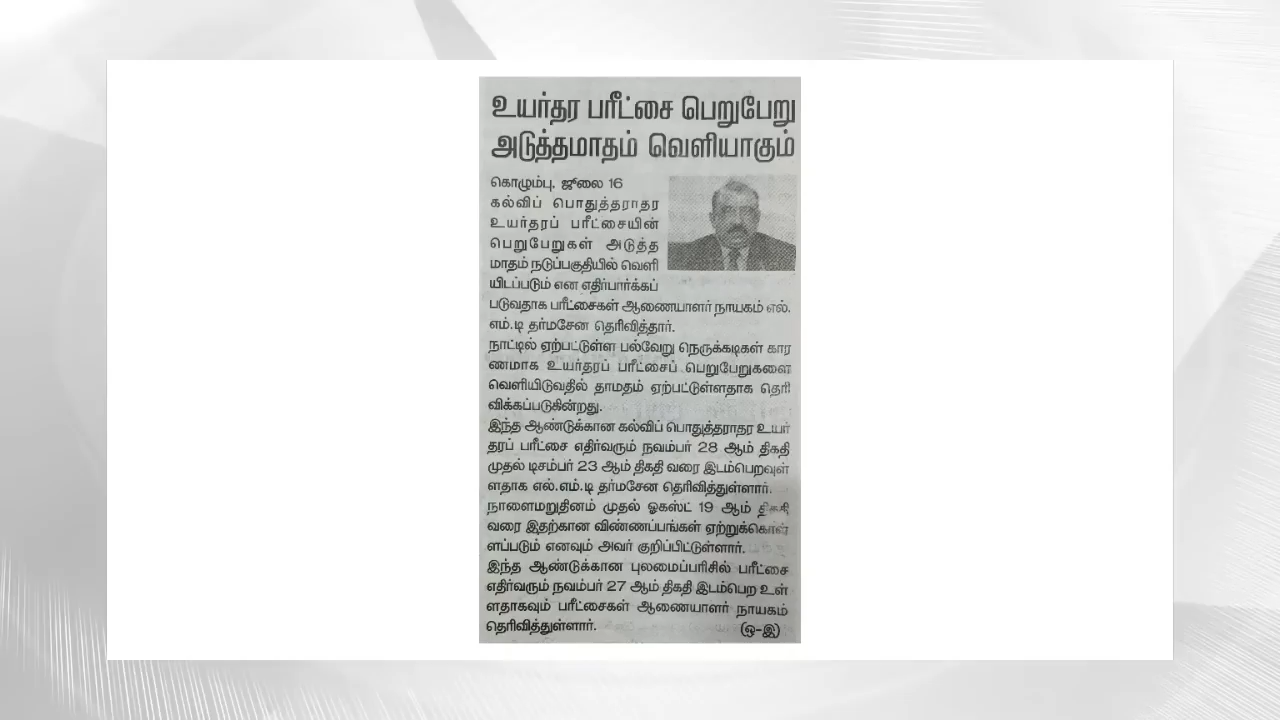 உயர்தர பரீட்சை பெறுபேறு
அடுத்தமாதம் வெளியாகும்
கொழும்பு, ஜூலை 16
கல்விப் பொதுத்தராதர
உயர்தரப் பரீட்சையின்
பெறுபேறுகள் அடுத்த
மாதம் நடுப்பகுதியில் வெளி
யிடப்படும் என எதிர்பார்க்கப்
படுவதாக பரீட்சைகள் ஆணையாளர் நாயகம் எல்.
எம்.டி தர்மசேன தெரிவித்தார்.
நாட்டில் ஏற்பட்டுள்ள பல்வேறு நெருக்கடிகள் கார
ணமாக உயர்தரப் பரீட்சைப் பெறுபேறுகளை
வெளியிடுவதில் தாமதம் ஏற்பட்டுள்ளதாக தெரி
விக்கப்படுகின்றது.
இந்த ஆண்டுக்கான கல்விப் பொதுத்தராதர உயர்
தரப் பரீட்சை எதிர்வரும் நவம்பர் 28 ஆம் திகதி
முதல் டிசம்பர் 23 ஆம் திகதி வரை இடம்பெறவுள்
ளதாக எல்.எம்.டி தர்மசேன தெரிவித்துள்ளார்.
நாளைமறுதினம் முதல் ஓகஸ்ட் 19 ஆம் திகதி
வரை இதற்கான விண்ணப்பங்கள் ஏற்றுக்கொள்
ளப்படும் எனவும் அவர் குறிப்பிட்டுள்ளார்.
இந்த ஆண்டுக்கான புலமைப்பரிசில் பரீட்சை
எதிர்வரும் நவம்பர் 27 ஆம் திகதி இடம்பெற உள்
ளதாகவும் பரீட்சைகள் ஆணையாளர் நாயகம்
தெரிவித்துள்ளார். (ஒ-இ)